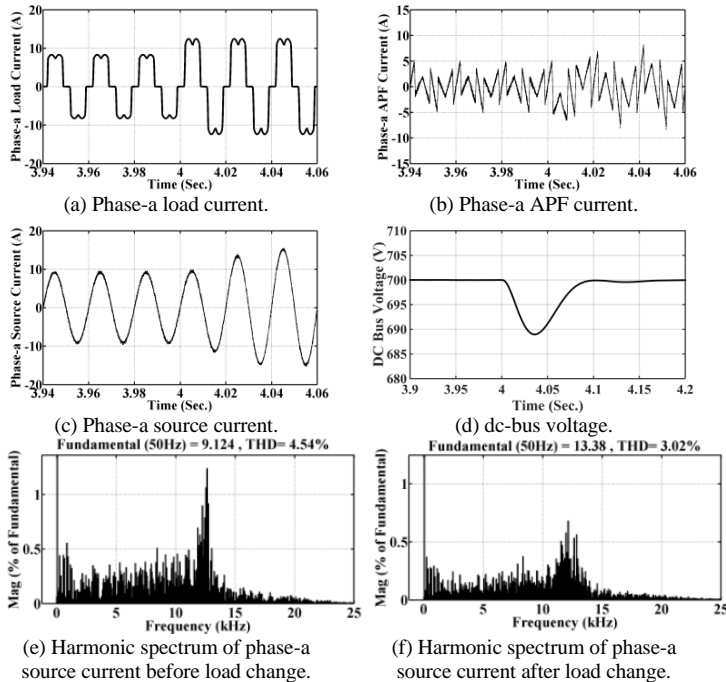 20
10
0
-10
-20
3.94 3.96 3.98 4 4.02 4.04 4.06
Phase-a Load Current (A)
Time (Sec.)
(a) Phase-a load current.
15
10
5
0
-5
-10
-15
3.94 3.96 3.98 4 4.02 4.04 4.06
Phase-a APF Current (A)
Time (Sec.)
(b) Phase-a APF current.
20
10
0
-10
-20
3.94 3.96 3.98 4 4.02 4.04 4.06
Phase-a Source Current (A)
Time (Sec.)
(c) Phase-a source current.
710
705
700
695
690
685
680
3.9 3.95 4 4.05 4.1 4.15 4.2
DC Bus Voltage (V)
Time (Sec.)
(d) dc-bus voltage.
Fundamental (50Hz) = 9.124 , THD= 4.54%
1
0.5
0
0 5 10 15 20 25
Mag (% of Fundamental)
Frequency (kHz)
(e) Harmonic spectrum of phase-a
source current before load change.
Fundamental (50Hz) = 13.38 , THD= 3.02%
1
0.5
0
0 5 10 15 20 25
Mag (% of Fundamental)
Frequency (kHz)
(f) Harmonic spectrum of phase-a
source current after load change.